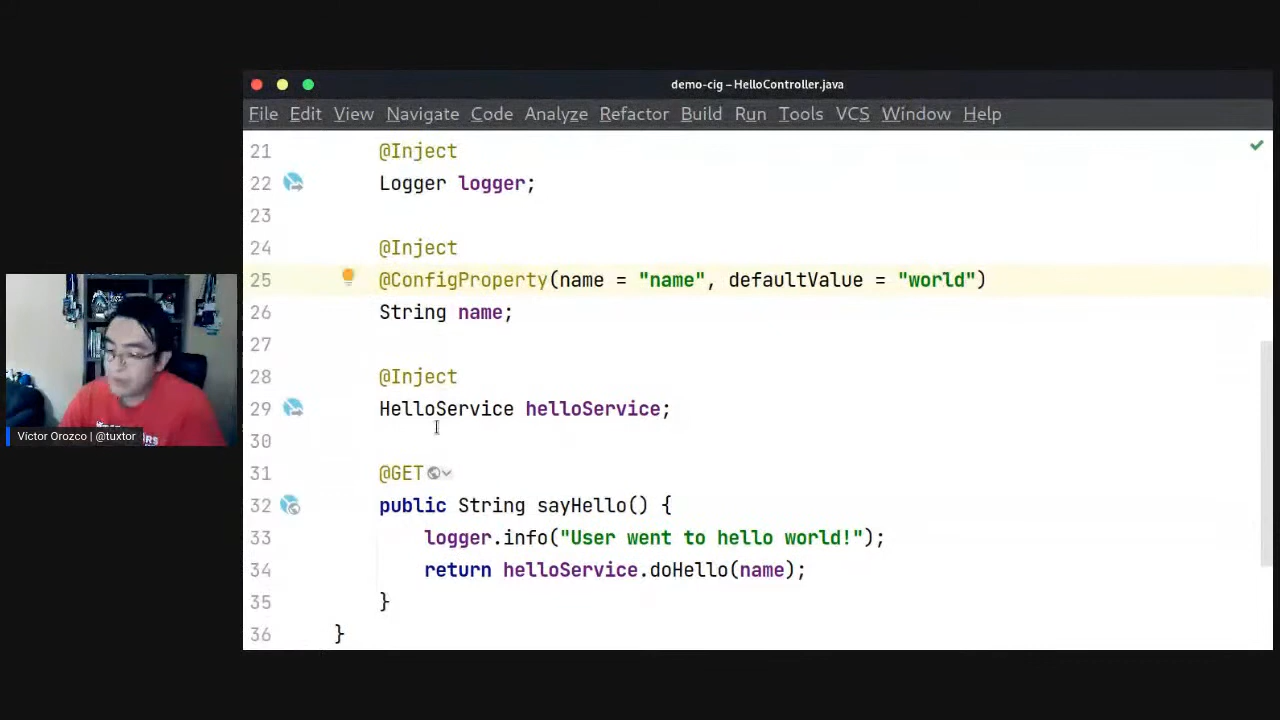 demo-cig – HelloController.java
File Edit View Navigate Code Analyze Refactor Build Run Tools VCS Window Help
21 @Inject
22 Logger logger;
23
24 @Inject
25 @ConfigProperty(name = "name", defaultValue = "world")
26 String name;
27
28 @Inject
29 HelloService helloService;
30
31 @GET
32 public String sayHello() {
33 logger.info("User went to hello world!");
34 return helloService.doHello(name);
35 }
36 }
Víctor Orozco | @tuxtor